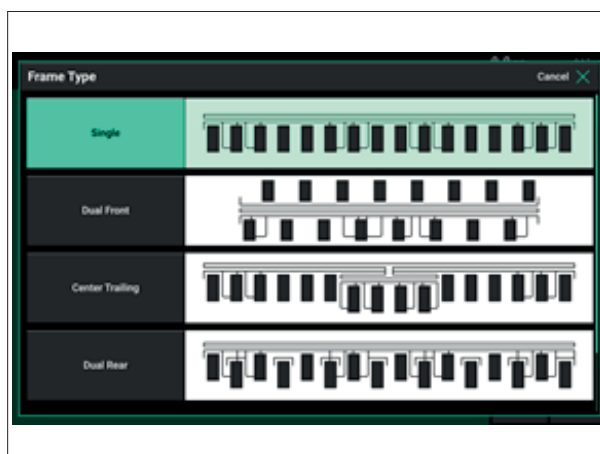 Frame Type
Cancel
Single
Dual Front
Center Trailing
Dual Rear